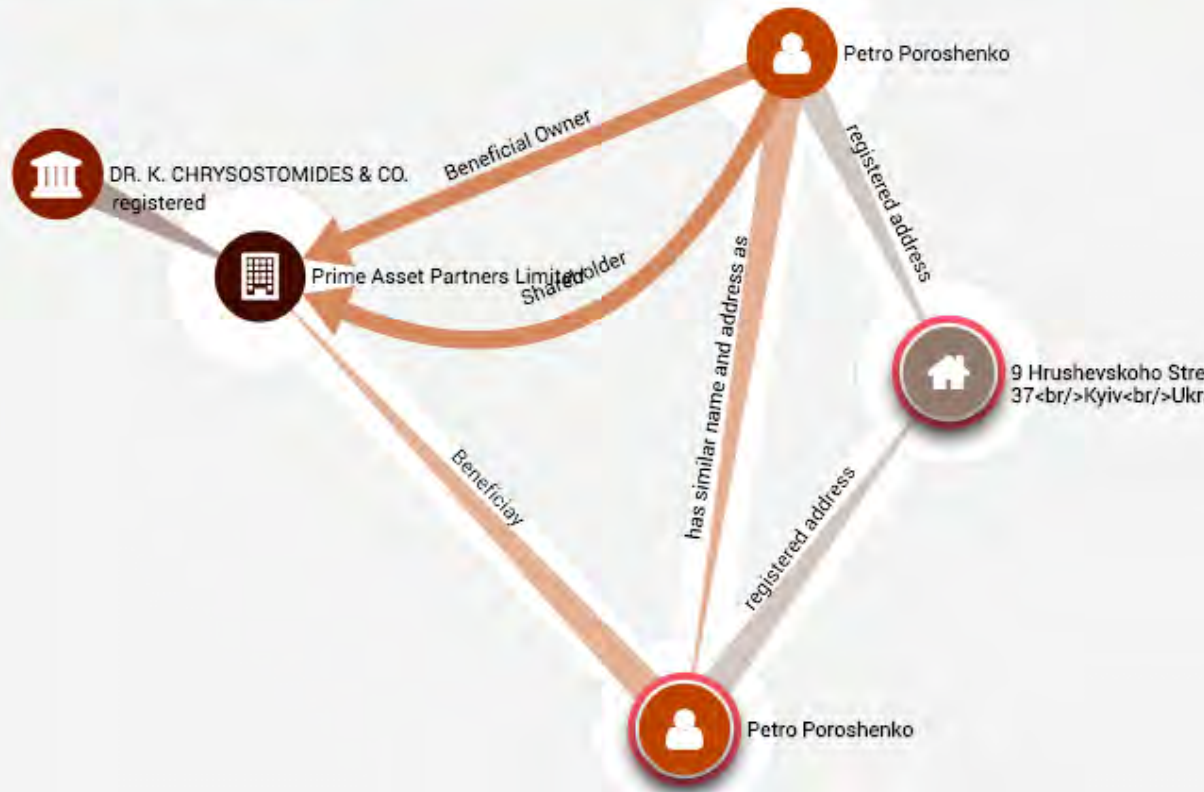 Petro Poroshenko
Beneficial Owner
registered address
DR. K. CHRYSOSTOMIDES & CO.
registered
Prime Asset Partners Limited
Shareholder
has similar name and address as
9 Hrushevskoho Stre
37<br/>Kyiv<br/>Ukr
Beneficiay
registered address
Petro Poroshenko